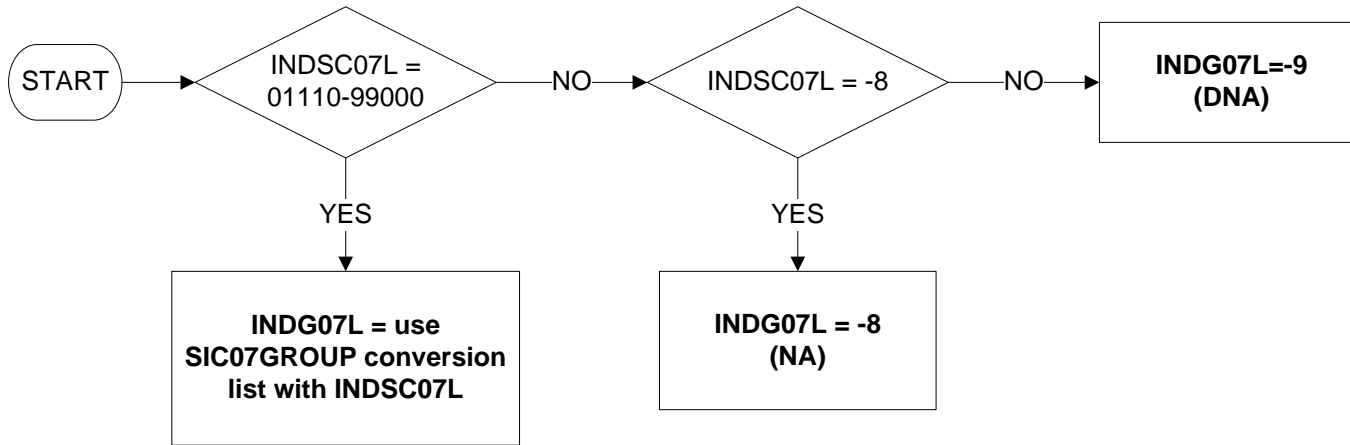 START
INDSC07L =
01110-99000
NO
INDSC07L = -8
NO
INDG07L=-9
(DNA)
YES
YES
INDG07L = use
SIC07GROUP conversion
list with INDSC07L
INDG07L = -8
(NA)